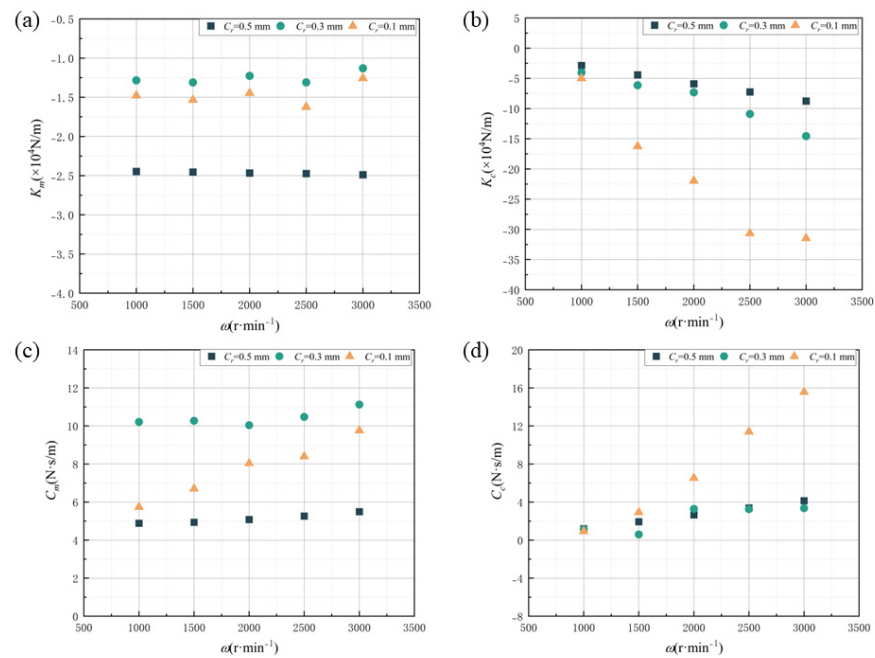 (a)
Cr=0.5 mm Cr=0.3 mm Cr=0.1 mm
-0.5
-1.0
-1.5
-2.0
-2.5
-3.0
-3.5
-4.0
Km(×10⁴N/m)
500 1000 1500 2000 2500 3000 3500
ω(r·min⁻¹)
(b)
Cr=0.5 mm Cr=0.3 mm Cr=0.1 mm
5
0
-5
-10
-15
-20
-25
-30
-35
-40
Kc(×10⁴N/m)
500 1000 1500 2000 2500 3000 3500
ω(r·min⁻¹)
(c)
Cr=0.5 mm Cr=0.3 mm Cr=0.1 mm
14
12
10
8
6
4
2
0
Cm(N·s/m)
500 1000 1500 2000 2500 3000 3500
ω(r·min⁻¹)
(d)
Cr=0.5 mm Cr=0.3 mm Cr=0.1 mm
20
16
12
8
4
0
-4
-8
Cc(N·s/m)
500 1000 1500 2000 2500 3000 3500
ω(r·min⁻¹)